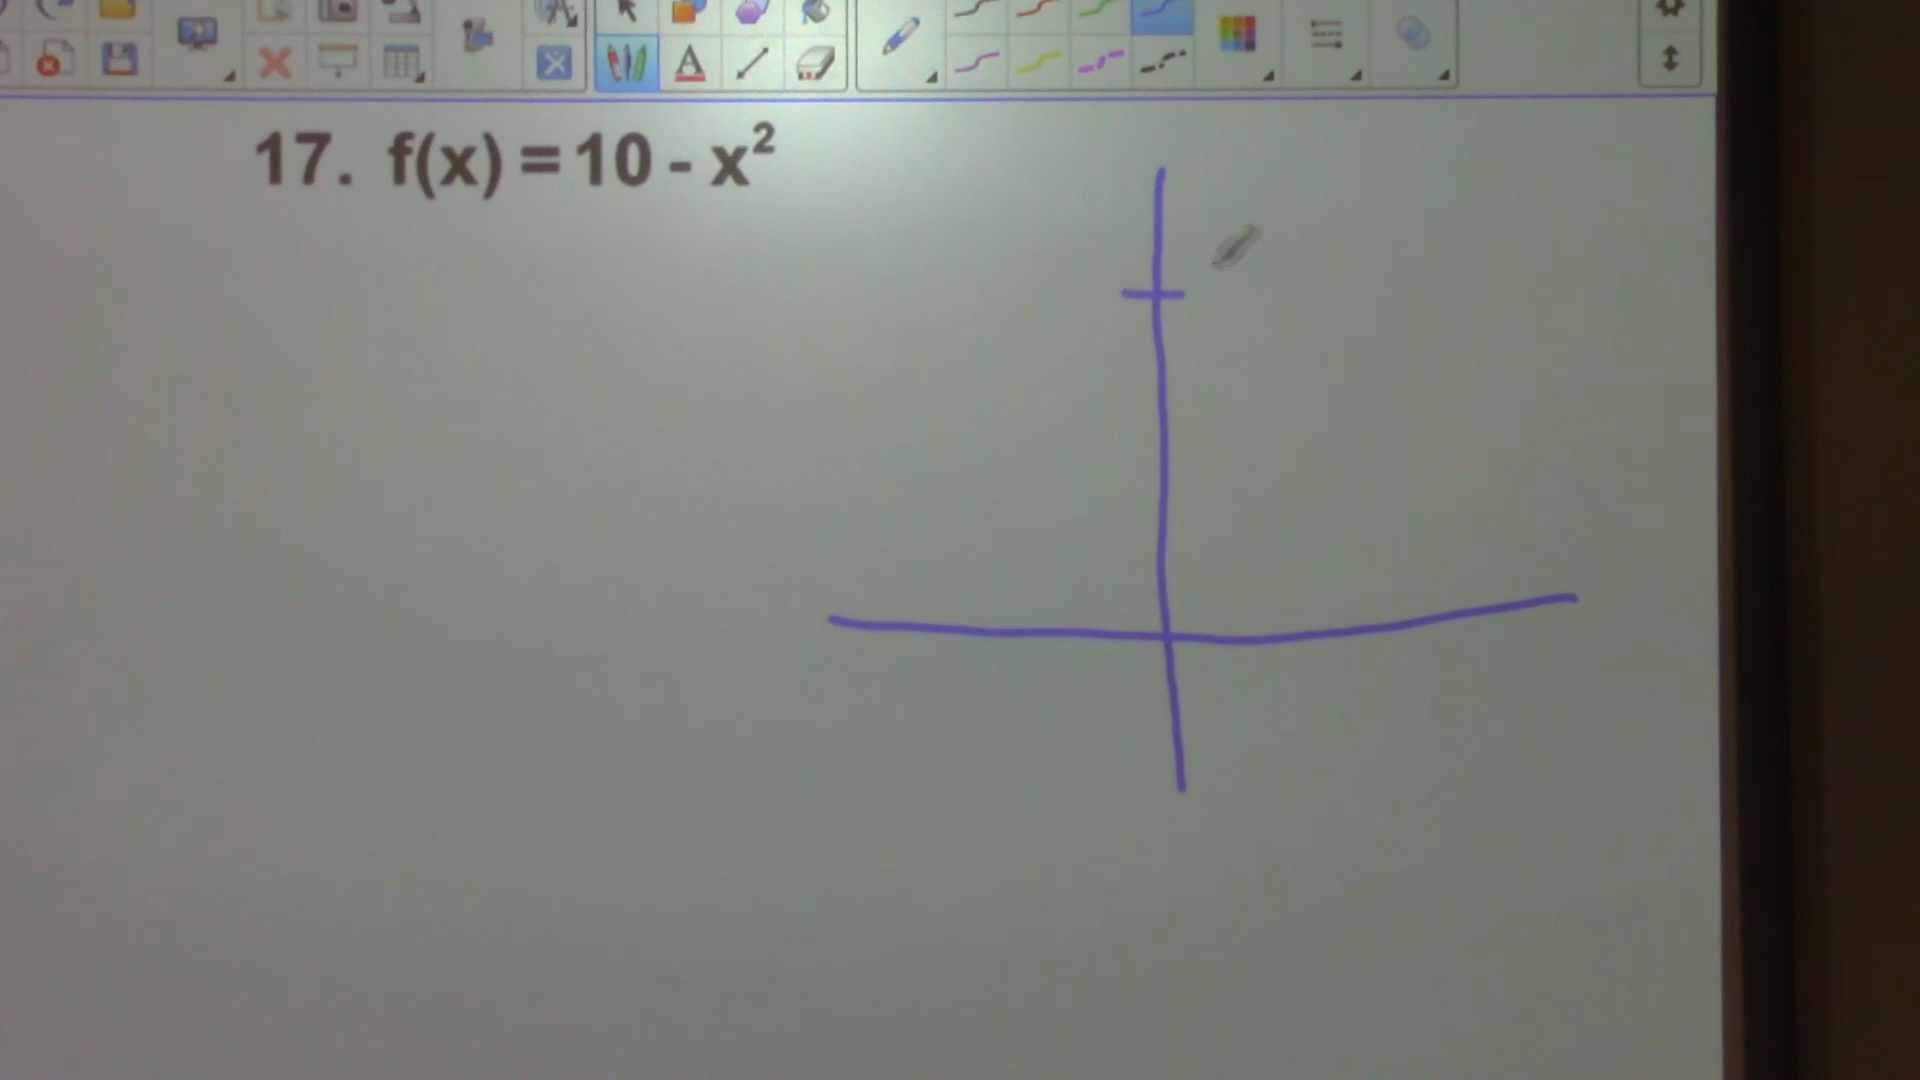 17. f(x) = 10 - x²